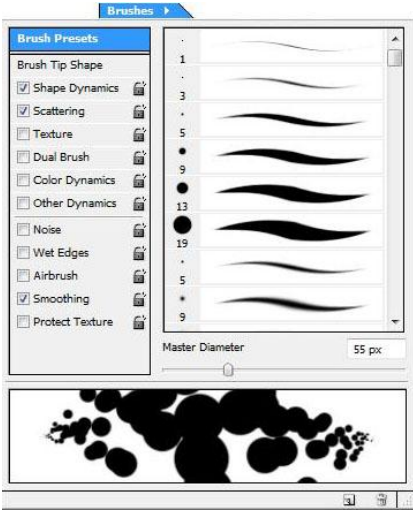 Brushes
Brush Presets
Brush Tip Shape
Shape Dynamics
Scattering
Texture
Dual Brush
Color Dynamics
Other Dynamics
Noise
Wet Edges
Airbrush
Smoothing
Protect Texture
1
3
5
9
13
19
5
9
Master Diameter 55 px